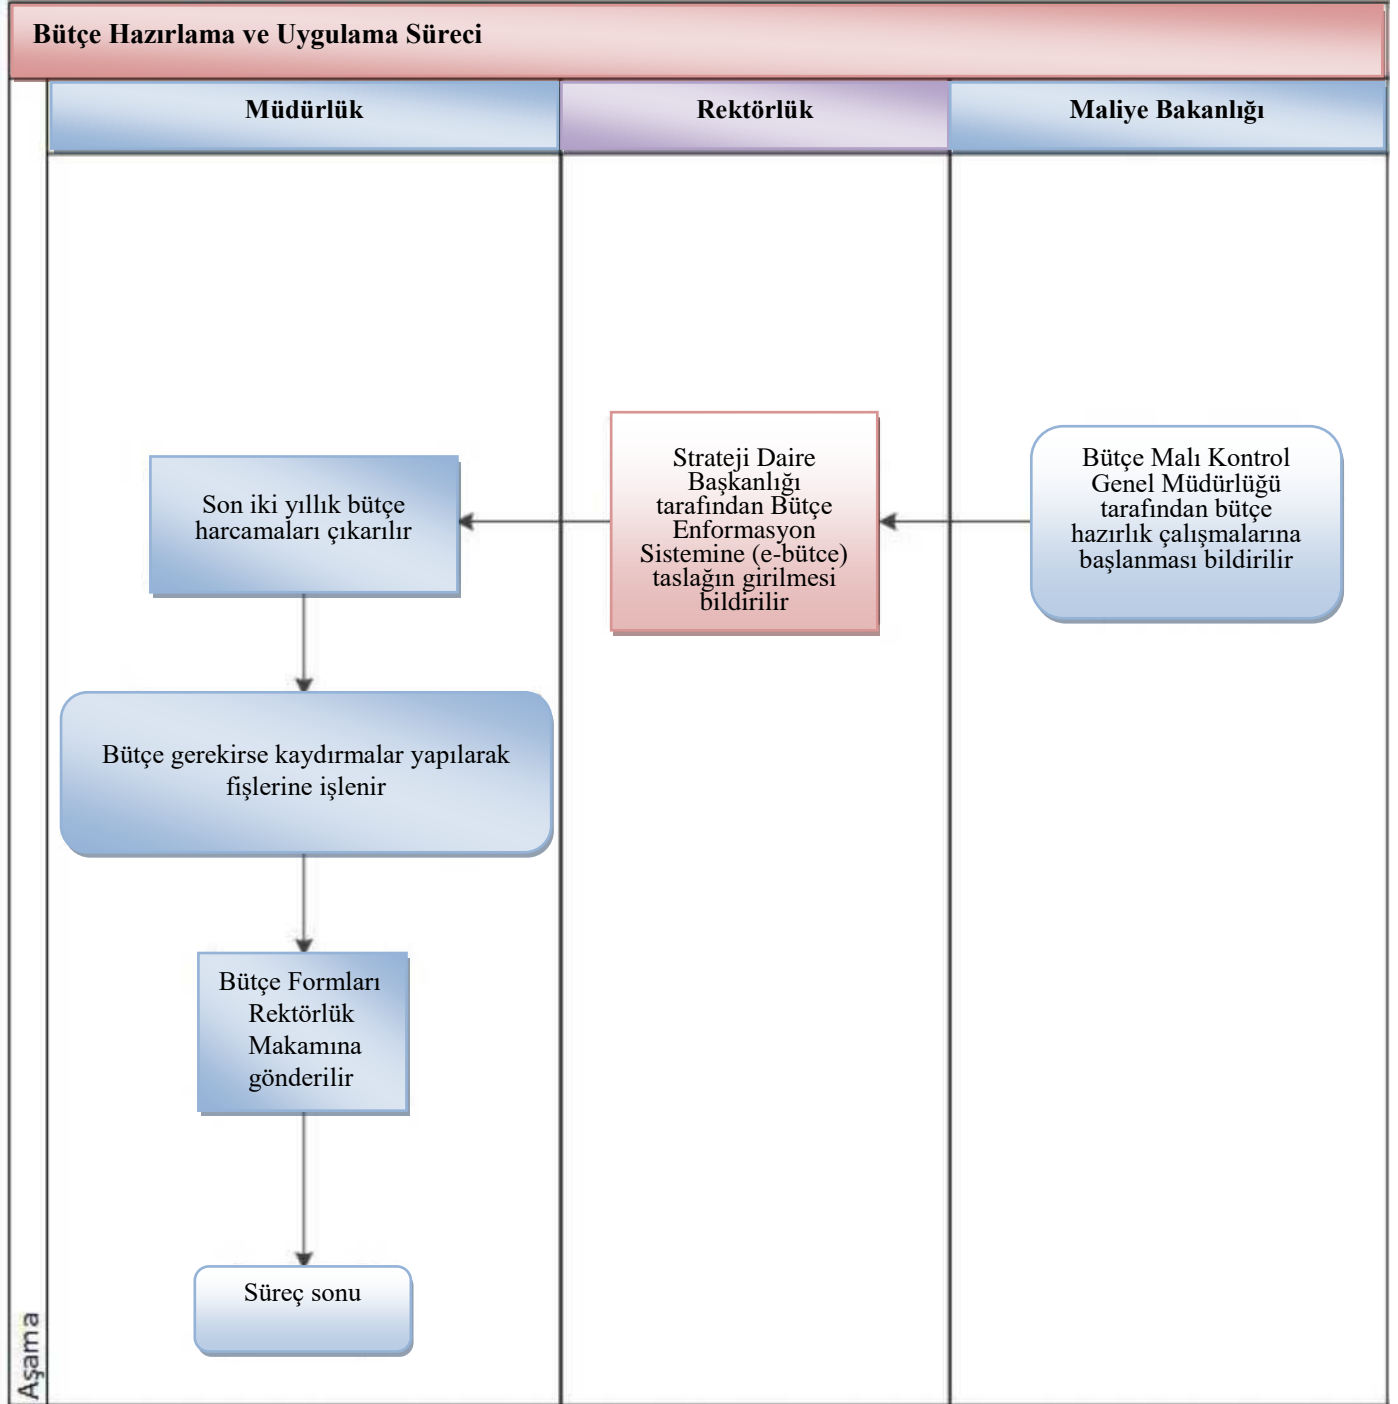 Bütçe Hazırlama ve Uygulama Süreci
Müdürlük
Rektörlük
Maliye Bakanlığı
Son iki yıllık bütçe
harcamaları çıkarılır
Strateji Daire
Başkanlığı
tarafından Bütçe
Enformasyon
Sistemine (e-bütce)
taslağın girilmesi
bildirilir
Bütçe Malı Kontrol
Genel Müdürlüğü
tarafından bütçe
hazırlık çalışmalarına
başlanması bildirilir
Bütçe gerekirse kaydırmalar yapılarak
fişlerine işlenir
Bütçe Formları
Rektörlük
Makamına
gönderilir
Süreç sonu
Aşama